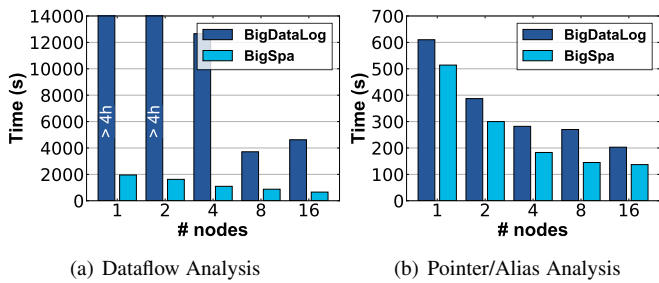 14000
12000
10000
8000
6000
4000
2000
0
Time (s)
BigDataLog
BigSpa
> 4h
> 4h
1 2 4 8 16
# nodes
(a) Dataflow Analysis
700
600
500
400
300
200
100
0
Time (s)
BigDataLog
BigSpa
1 2 4 8 16
# nodes
(b) Pointer/Alias Analysis